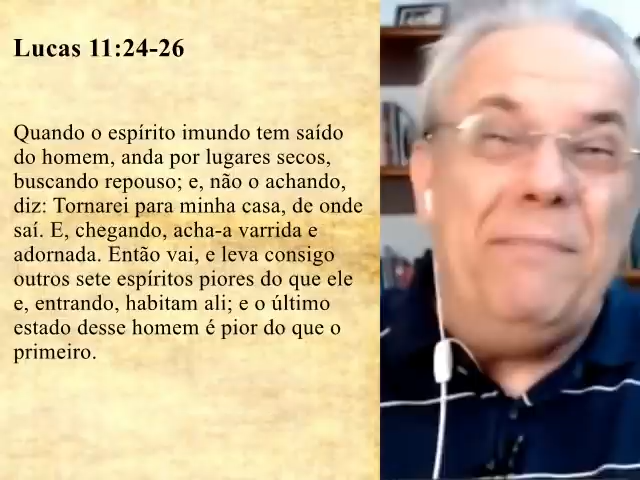 Lucas 11:24-26
Quando o espírito imundo tem saído
do homem, anda por lugares secos,
buscando repouso; e, não o achando,
diz: Tornarei para minha casa, de onde
saí. E, chegando, acha-a varrida e
adornada. Então vai, e leva consigo
outros sete espíritos piores do que ele
e, entrando, habitam ali; e o último
estado desse homem é pior do que o
primeiro.